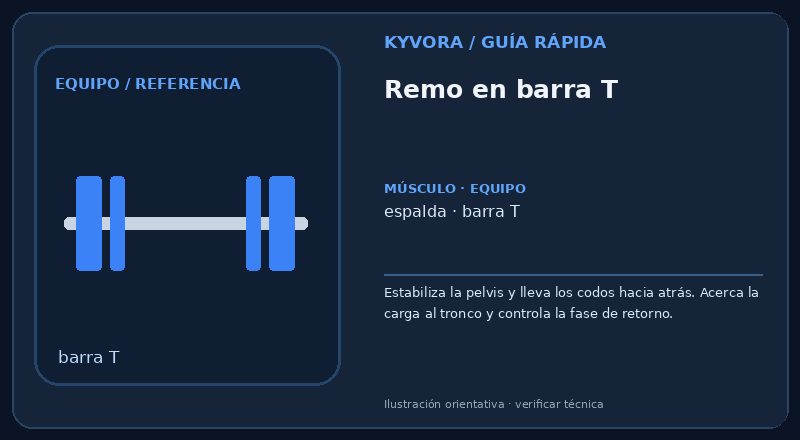 EQUIPO / REFERENCIA
barra T
KYVORA / GUÍA RÁPIDA
Remo en barra T
MÚSCULO · EQUIPO
espalda · barra T
Estabiliza la pelvis y lleva los codos hacia atrás. Acerca la
carga al tronco y controla la fase de retorno.
Ilustración orientativa · verificar técnica